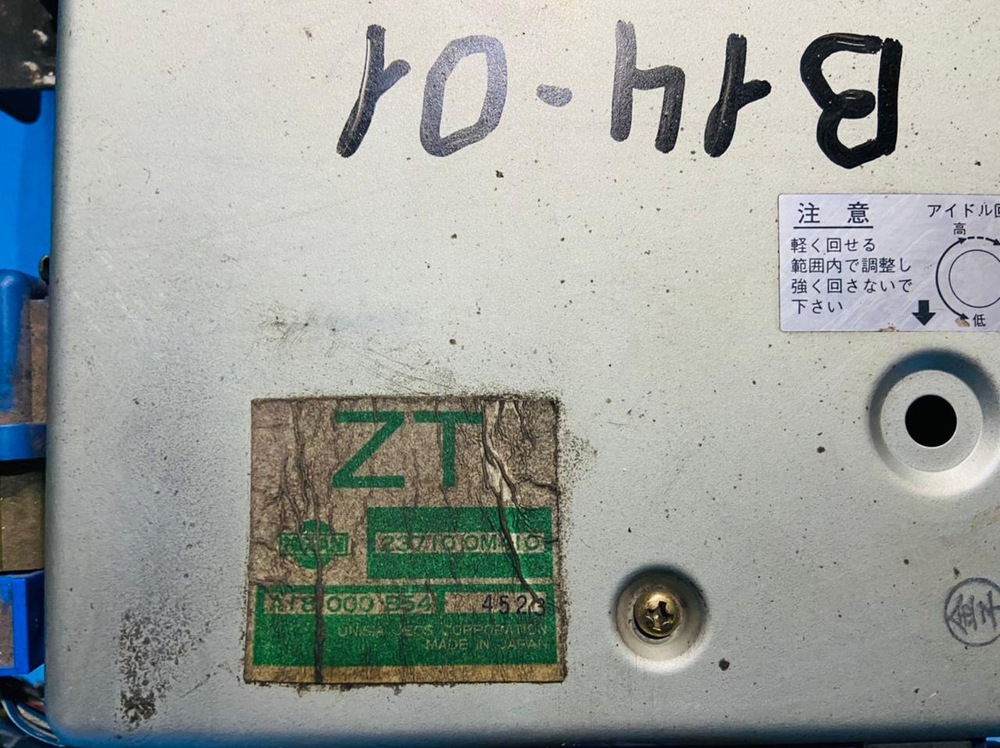 B14-01
注意
軽く回せる
範囲内で調整し
強く回さないで
下さい
アイドル回
高
低
ZT
NISSAN
A18 000 B54 4523
UNISIA JECS CORPORATION
MADE IN JAPAN